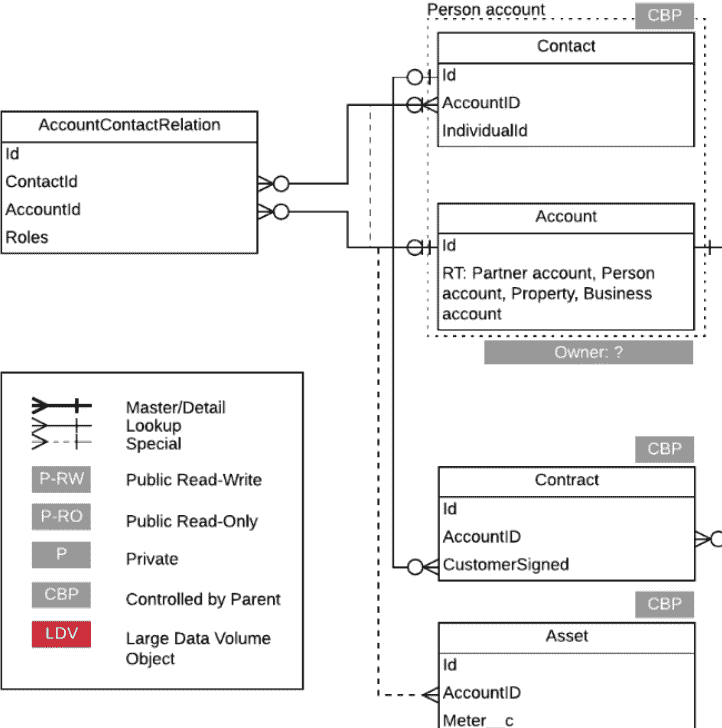 Person account
CBP
Contact
Id
AccountID
IndividualId
AccountContactRelation
Id
ContactId
AccountId
Roles
Account
Id
RT: Partner account, Person
account, Property, Business
account
Owner: ?
Master/Detail
Lookup
Special
P-RW Public Read-Write
P-RO Public Read-Only
P Private
CBP Controlled by Parent
LDV Large Data Volume
Object
CBP
Contract
Id
AccountID
CustomerSigned
CBP
Asset
Id
AccountID
Meter__c